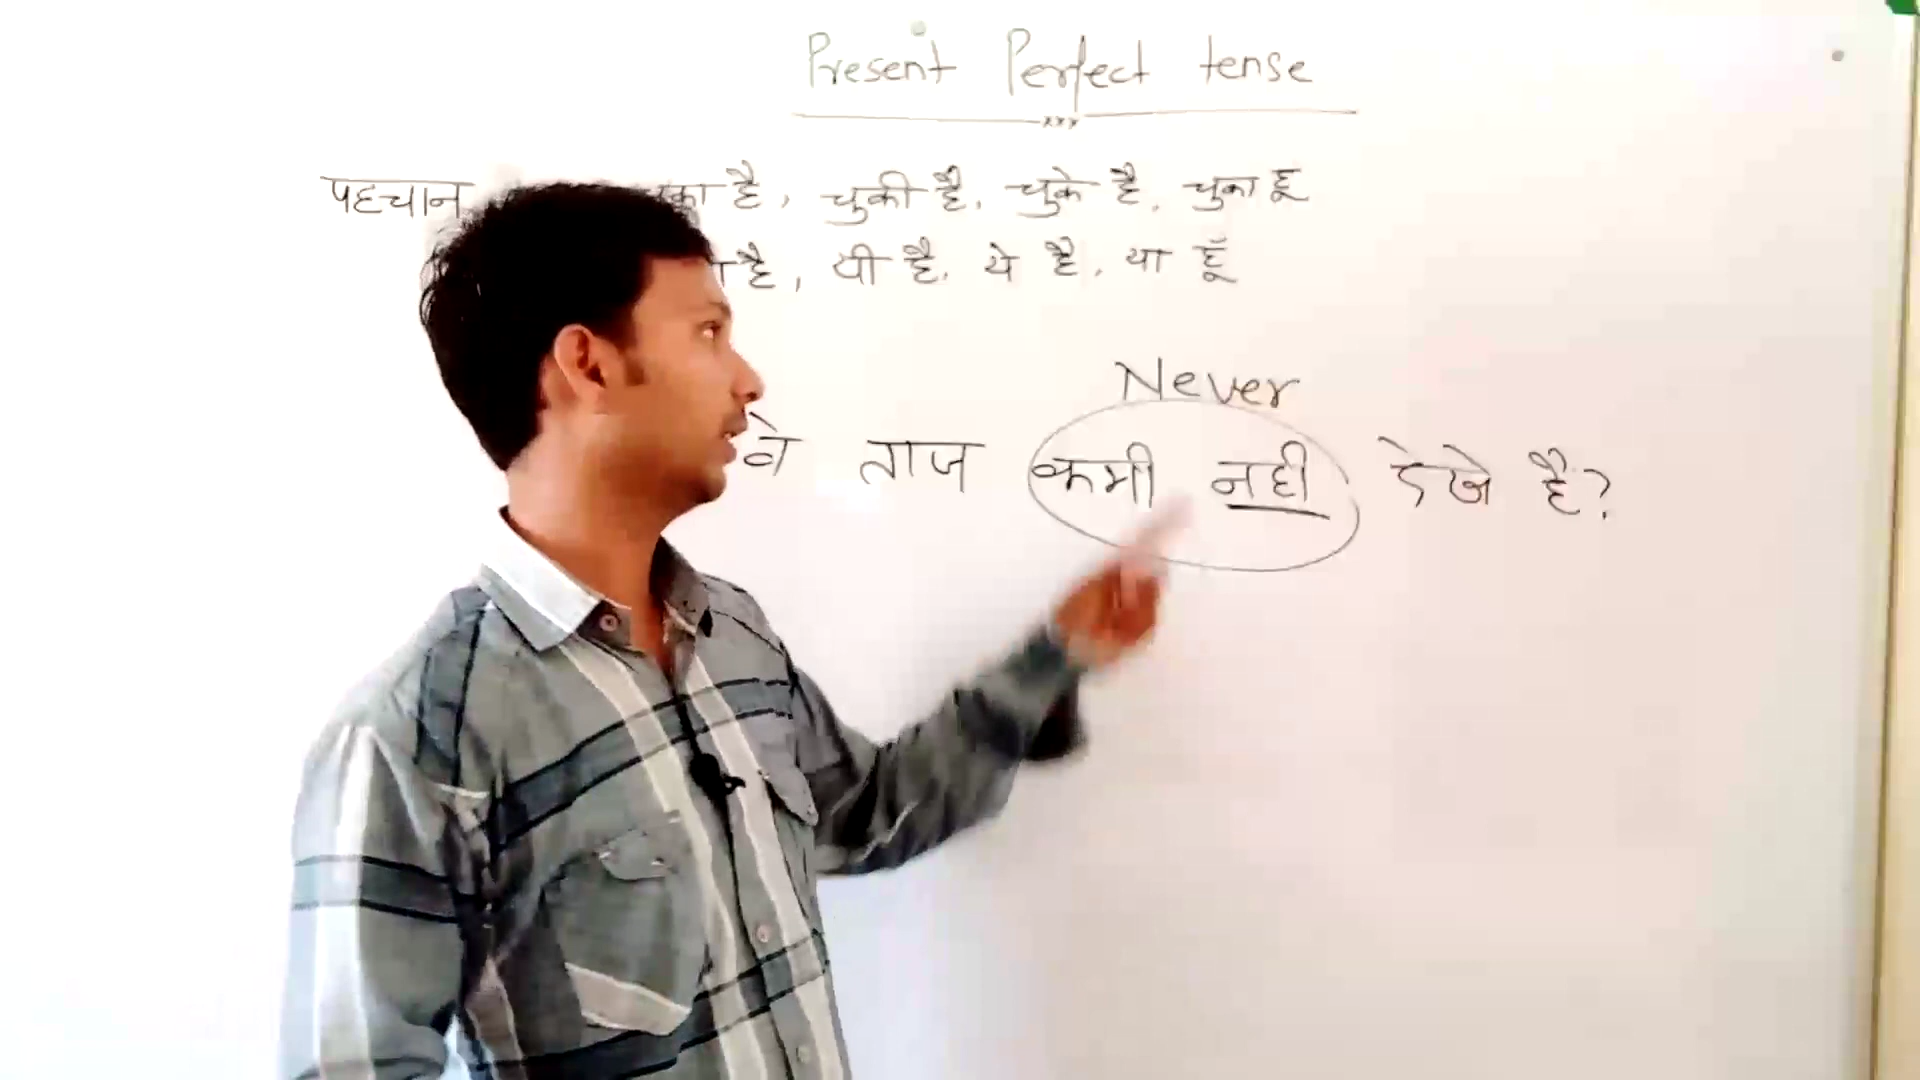 Present Perfect tense
पहचान है, चुकी है, चुके है, चुका हू
है, यी है, ये है, या हूँ
Never
वे ताज कभी नही देखे है?